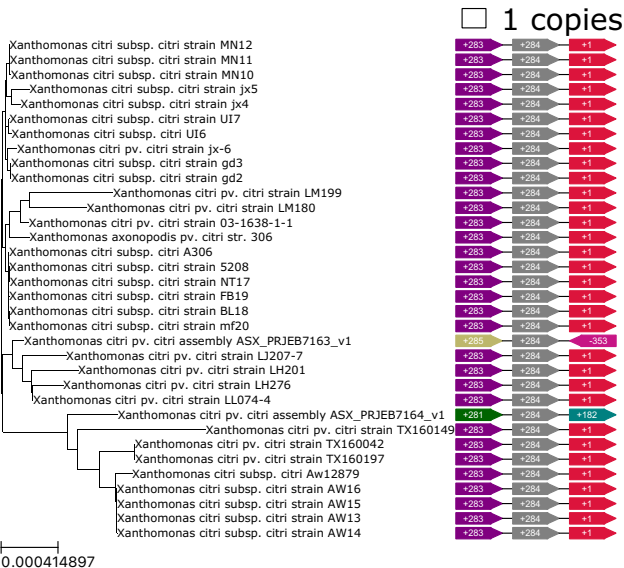 1 copies
Xanthomonas citri subsp. citri strain MN12 +283 +284 +1
Xanthomonas citri subsp. citri strain MN11 +283 +284 +1
Xanthomonas citri subsp. citri strain MN10 +283 +284 +1
Xanthomonas citri subsp. citri strain jx5 +283 +284 +1
Xanthomonas citri subsp. citri strain jx4 +283 +284 +1
Xanthomonas citri subsp. citri strain UI7 +283 +284 +1
Xanthomonas citri subsp. citri UI6 +283 +284 +1
Xanthomonas citri pv. citri strain jx-6 +283 +284 +1
Xanthomonas citri subsp. citri strain gd3 +283 +284 +1
Xanthomonas citri subsp. citri strain gd2 +283 +284 +1
Xanthomonas citri pv. citri strain LM199 +283 +284 +1
Xanthomonas citri pv. citri strain LM180 +283 +284 +1
Xanthomonas citri pv. citri strain 03-1638-1-1 +283 +284 +1
Xanthomonas axonopodis pv. citri str. 306 +283 +284 +1
Xanthomonas citri subsp. citri A306 +283 +284 +1
Xanthomonas citri subsp. citri strain 5208 +283 +284 +1
Xanthomonas citri subsp. citri strain NT17 +283 +284 +1
Xanthomonas citri subsp. citri strain FB19 +283 +284 +1
Xanthomonas citri subsp. citri strain BL18 +283 +284 +1
Xanthomonas citri subsp. citri strain mf20 +283 +284 +1
Xanthomonas citri pv. citri assembly ASX_PRJEB7163_v1 +285 +284 -353
Xanthomonas citri pv. citri strain LJ207-7 +283 +284 +1
Xanthomonas citri pv. citri strain LH201 +283 +284 +1
Xanthomonas citri pv. citri strain LH276 +283 +284 +1
Xanthomonas citri pv. citri strain LL074-4 +283 +284 +1
Xanthomonas citri pv. citri assembly ASX_PRJEB7164_v1 +281 +284 +182
Xanthomonas citri pv. citri strain TX160149 +283 +284 +1
Xanthomonas citri pv. citri strain TX160042 +283 +284 +1
Xanthomonas citri pv. citri strain TX160197 +283 +284 +1
Xanthomonas citri subsp. citri Aw12879 +283 +284 +1
Xanthomonas citri subsp. citri strain AW16 +283 +284 +1
Xanthomonas citri subsp. citri strain AW15 +283 +284 +1
Xanthomonas citri subsp. citri strain AW13 +283 +284 +1
Xanthomonas citri subsp. citri strain AW14 +283 +284 +1
0.000414897